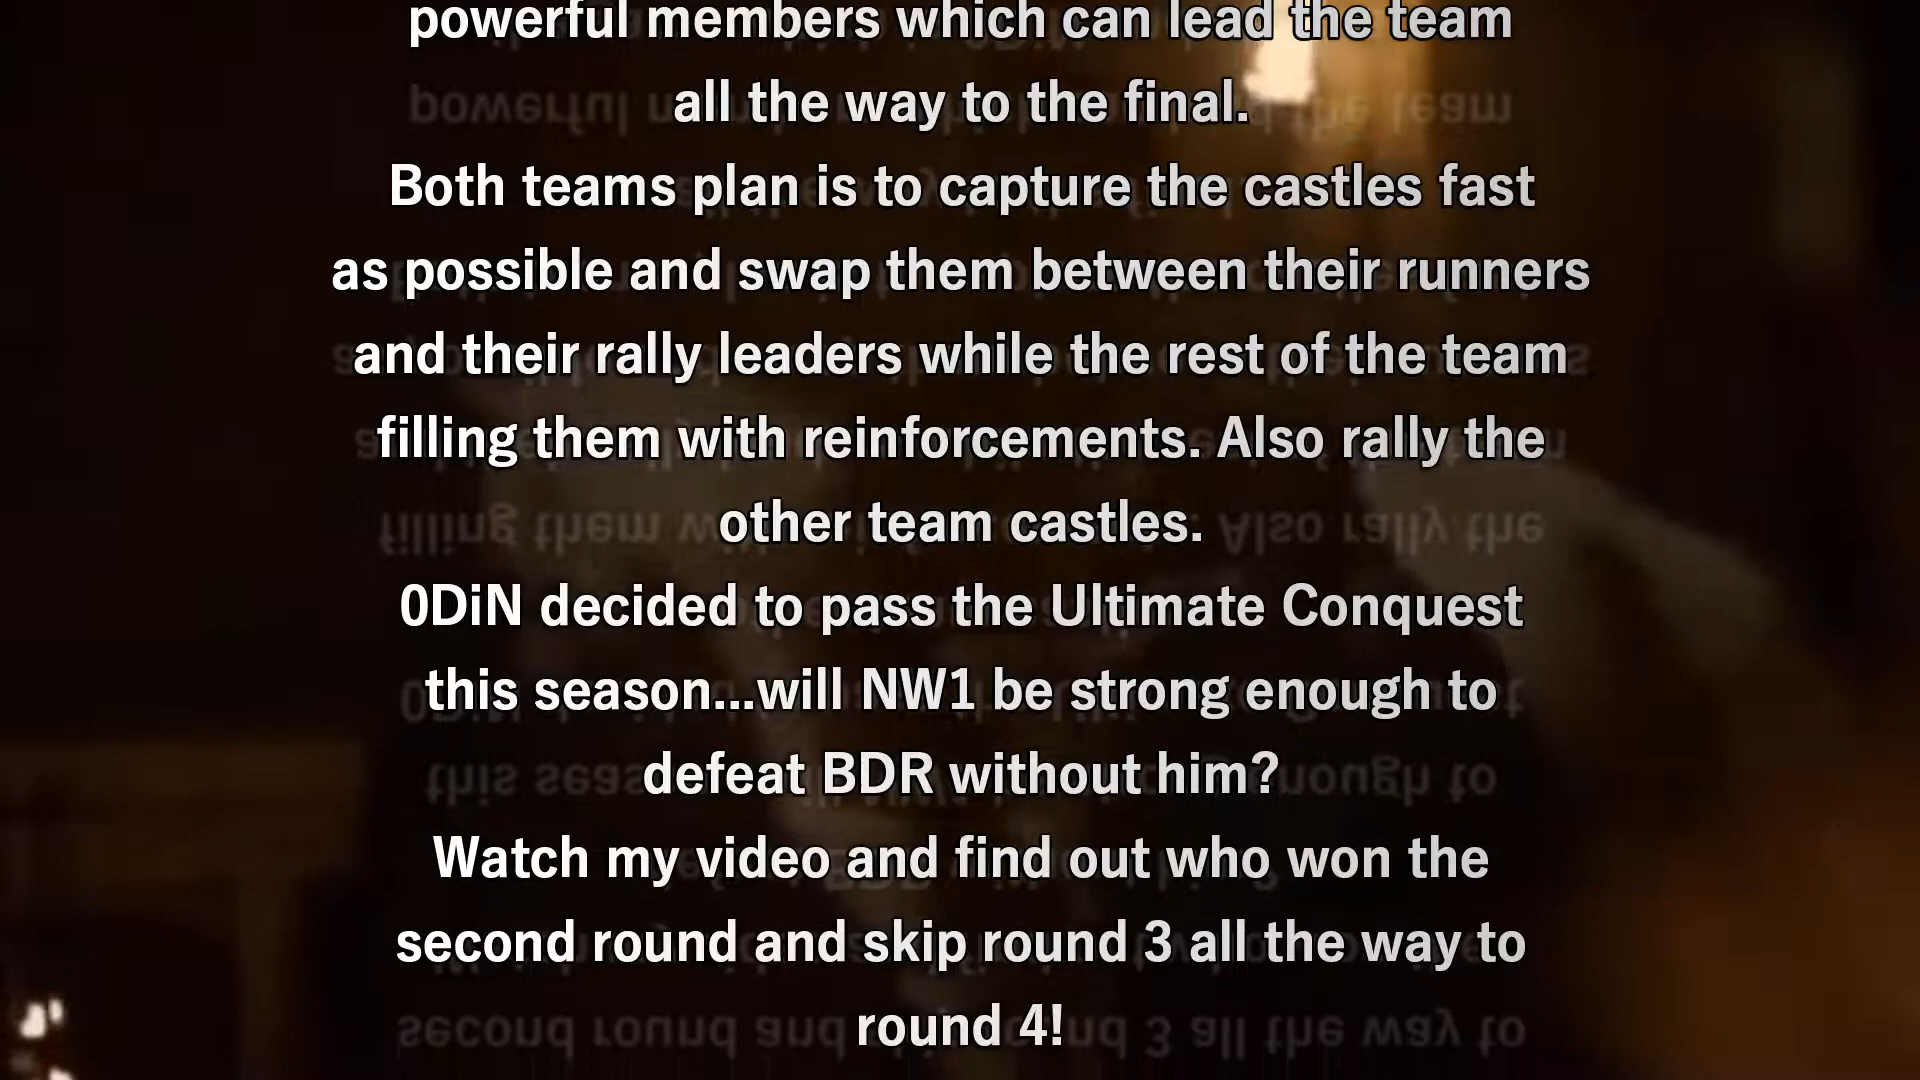 powerful members which can lead the team
all the way to the final.
Both teams plan is to capture the castles fast
as possible and swap them between their runners
and their rally leaders while the rest of the team
filling them with reinforcements. Also rally the
other team castles.
0DiN decided to pass the Ultimate Conquest
this season...will NW1 be strong enough to
defeat BDR without him?
Watch my video and find out who won the
second round and skip round 3 all the way to
round 4!